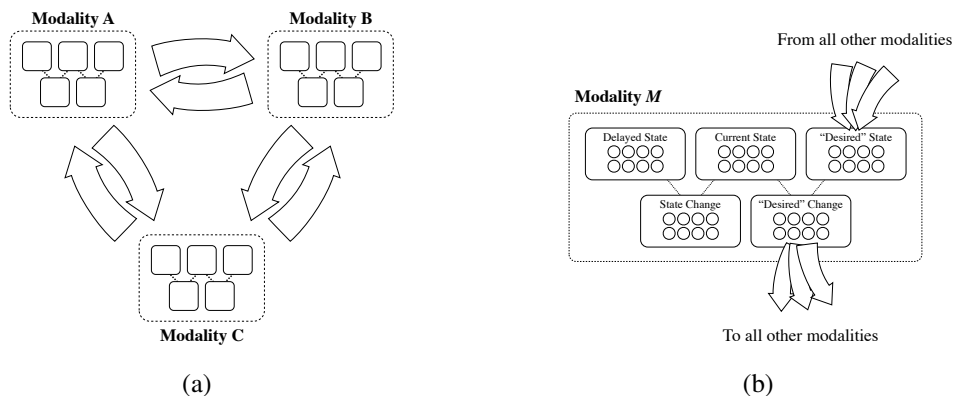 Modality A
Modality B
Modality C
(a)
From all other modalities
Modality M
Delayed State
Current State
“Desired” State
State Change
“Desired” Change
To all other modalities
(b)